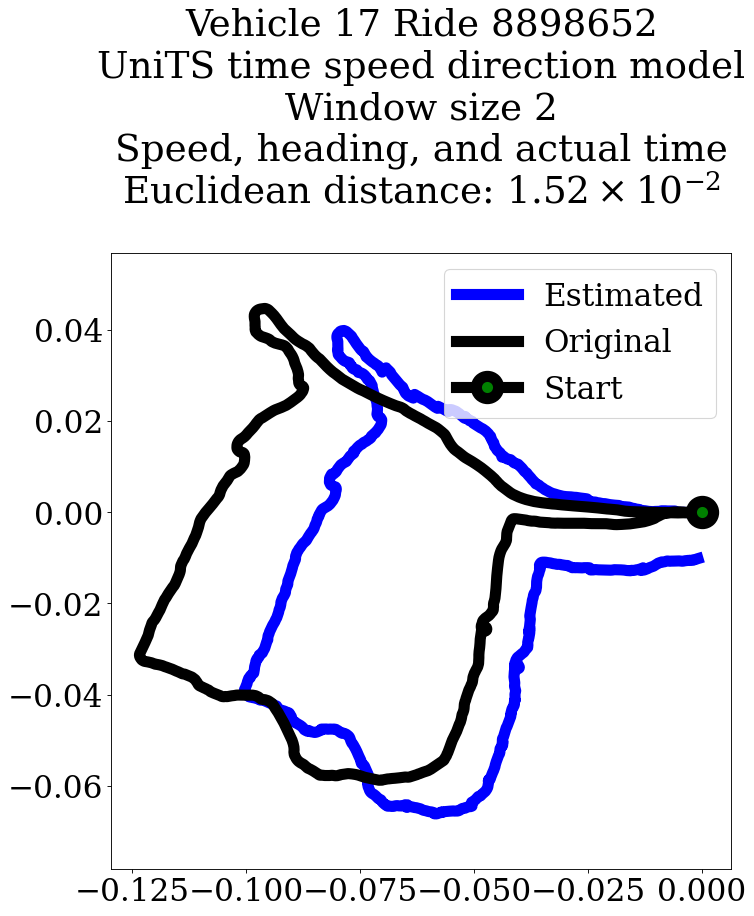 Vehicle 17 Ride 8898652
UniTS time speed direction model
Window size 2
Speed, heading, and actual time
Euclidean distance: 1.52 × 10⁻²
Estimated
Original
Start
0.04
0.02
0.00
−0.02
−0.04
−0.06
−0.125 −0.100 −0.075 −0.050 −0.025 0.000